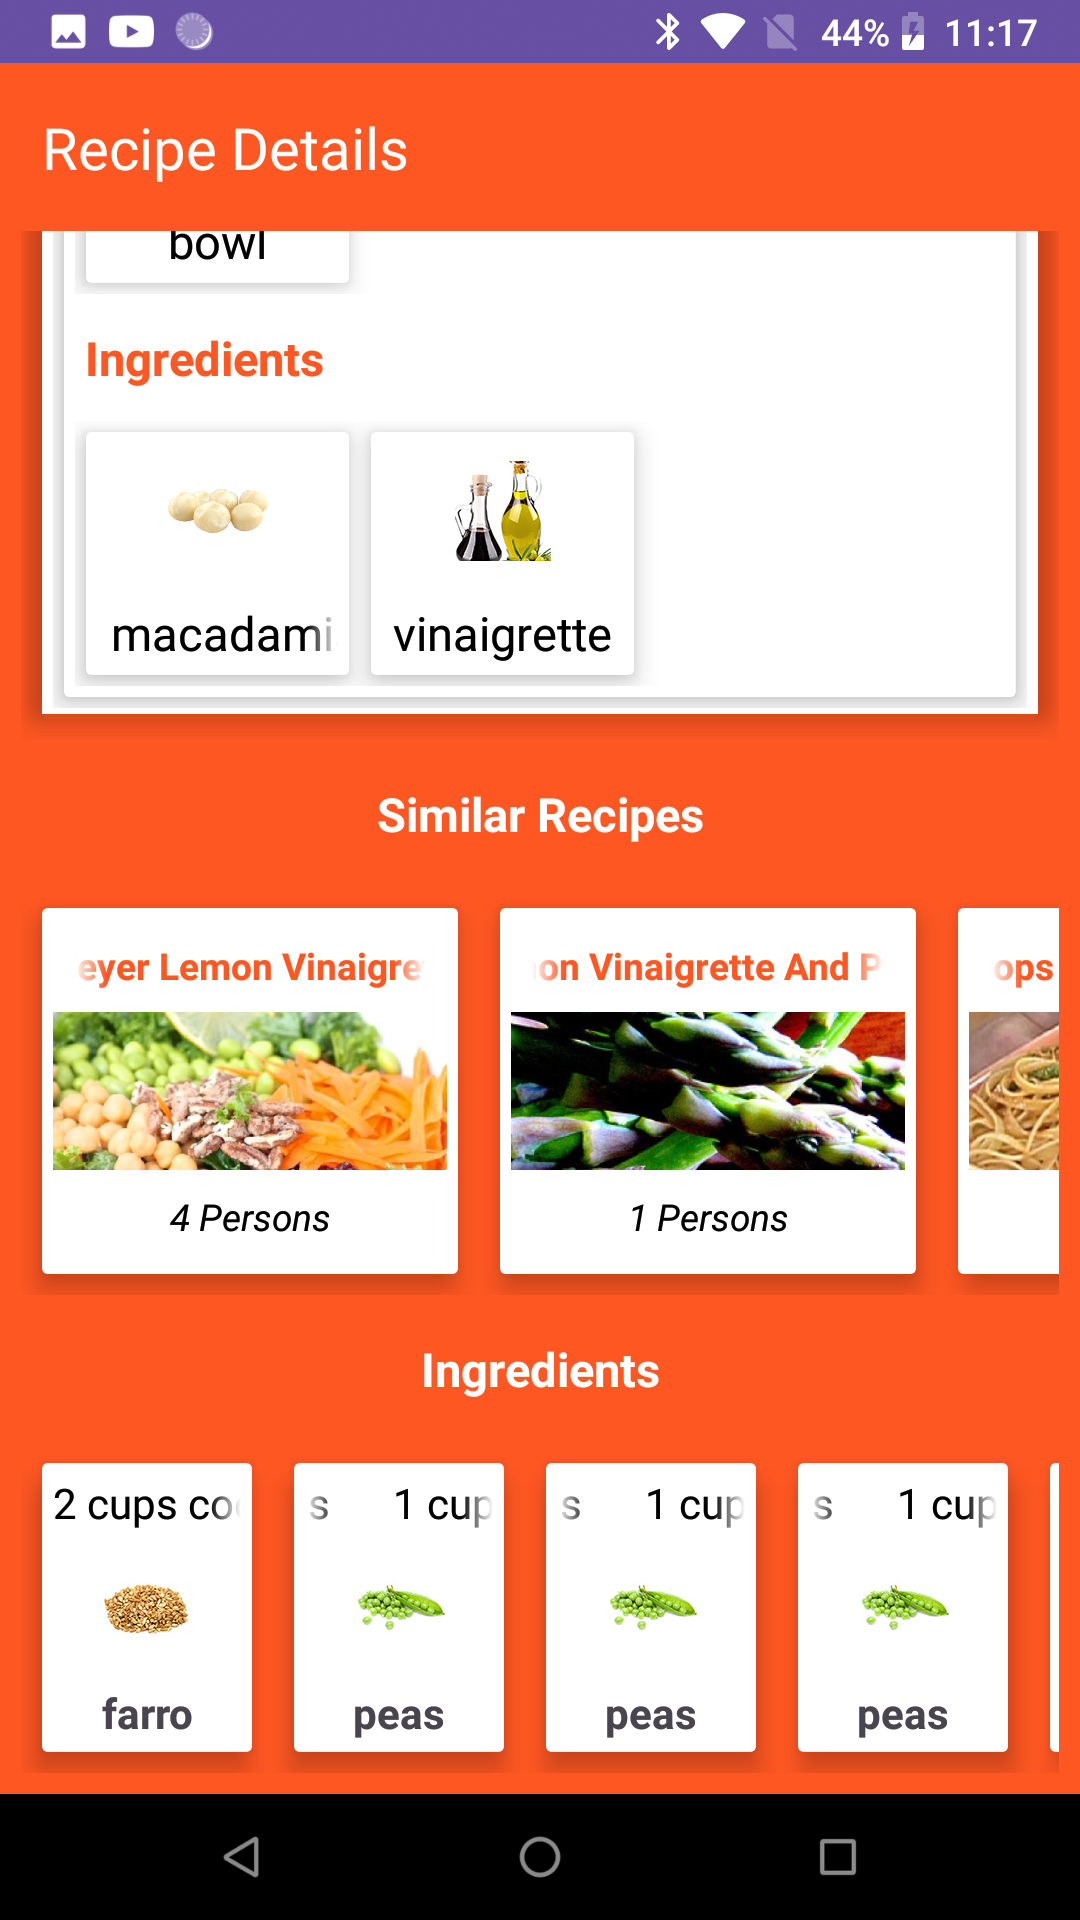 44% 11:17
Recipe Details
bowl
Ingredients
macadami
vinaigrette
Similar Recipes
eyer Lemon Vinaigre
on Vinaigrette And P
ops
4 Persons
1 Persons
Ingredients
2 cups co
s 1 cup
s 1 cup
s 1 cup
farro
peas
peas
peas